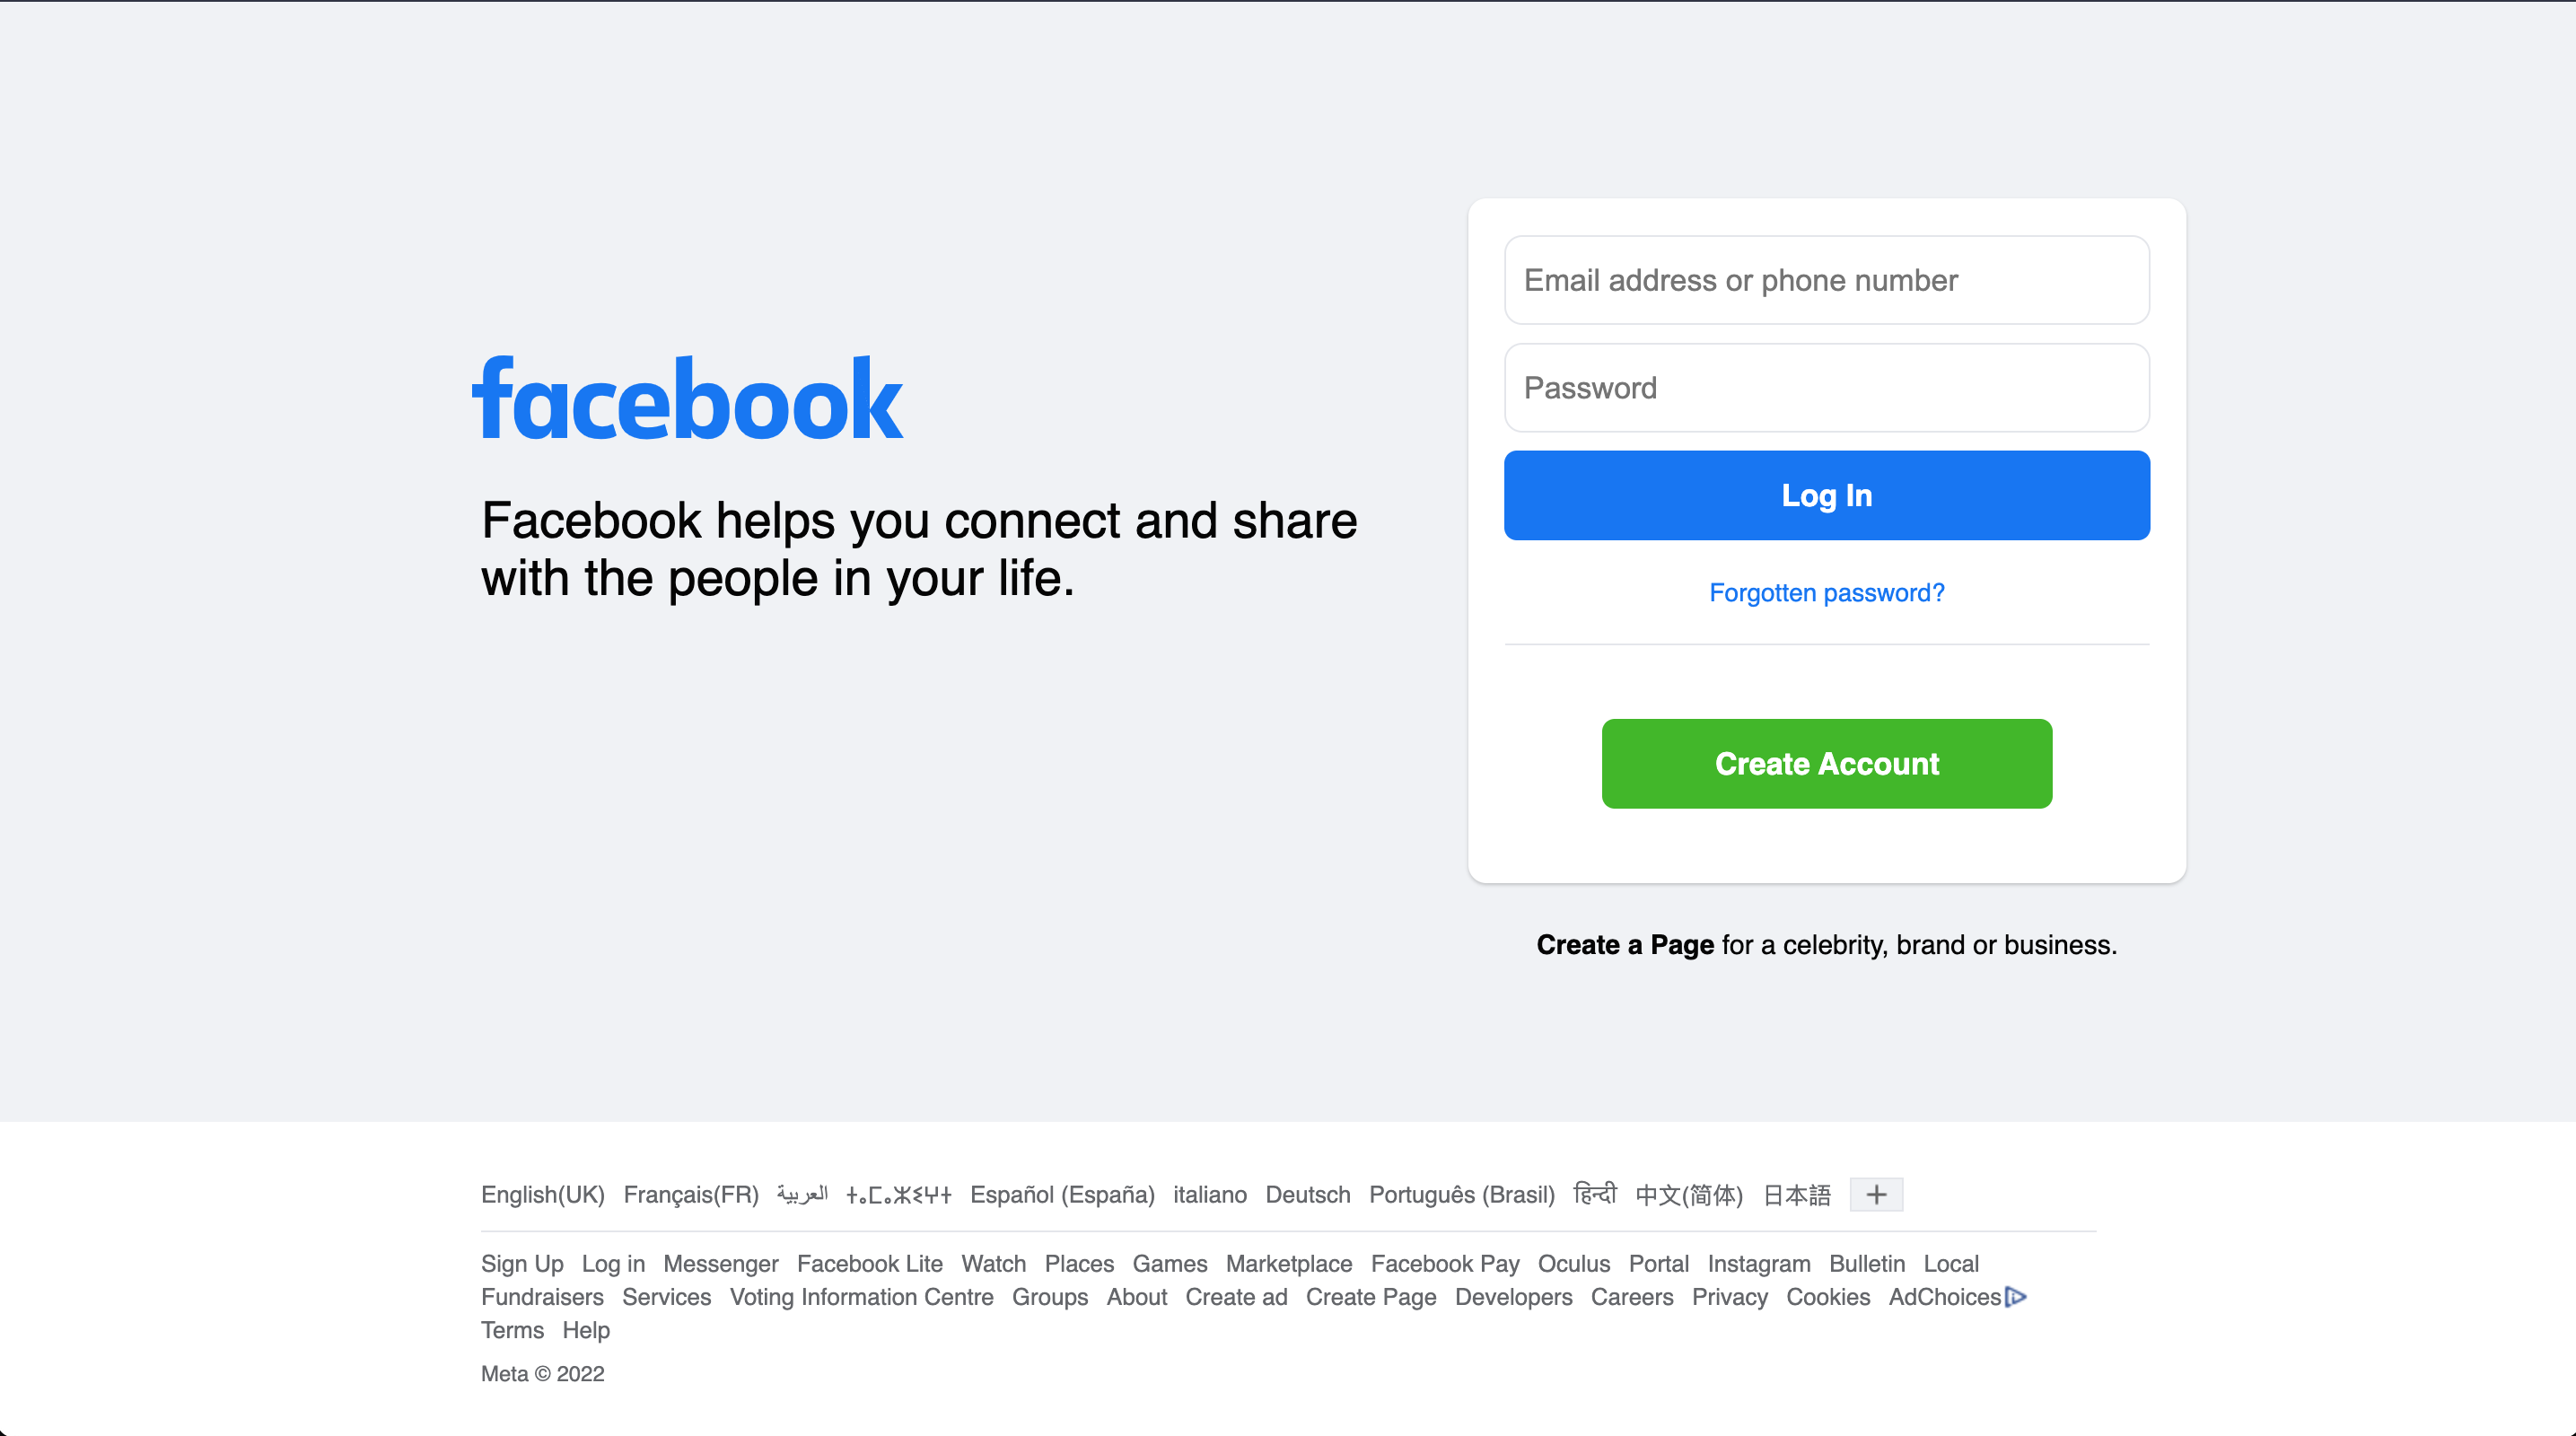 facebook
Facebook helps you connect and share
with the people in your life.
Email address or phone number
Password
Log In
Forgotten password?
Create Account
Create a Page for a celebrity, brand or business.
English(UK) Français(FR) العربية ⵜⴰⵎⴰⵣⵉⵖⵜ Español (España) italiano Deutsch Português (Brasil) हिन्दी 中文(简体) 日本語 +
Sign Up Log in Messenger Facebook Lite Watch Places Games Marketplace Facebook Pay Oculus Portal Instagram Bulletin Local
Fundraisers Services Voting Information Centre Groups About Create ad Create Page Developers Careers Privacy Cookies AdChoices
Terms Help
Meta © 2022